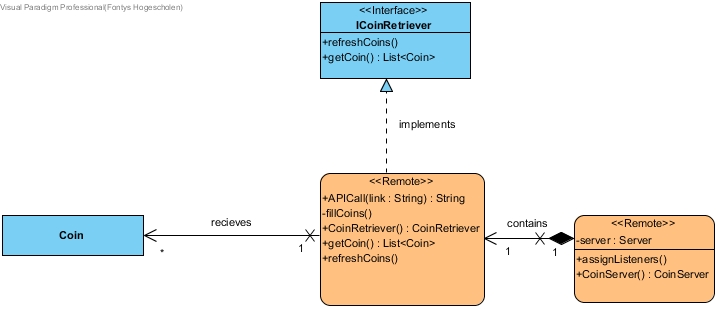 Visual Paradigm Professional(Fontys Hogescholen)
<<Interface>>
ICoinRetriever
+refreshCoins()
+getCoin() : List<Coin>
implements
<<Remote>>
+APICall(link : String) : String
-fillCoins()
+CoinRetriever() : CoinRetriever
+getCoin() : List<Coin>
+refreshCoins()
Coin
recieves
*
1
contains
1
1
<<Remote>>
-server : Server
+assignListeners()
+CoinServer() : CoinServer